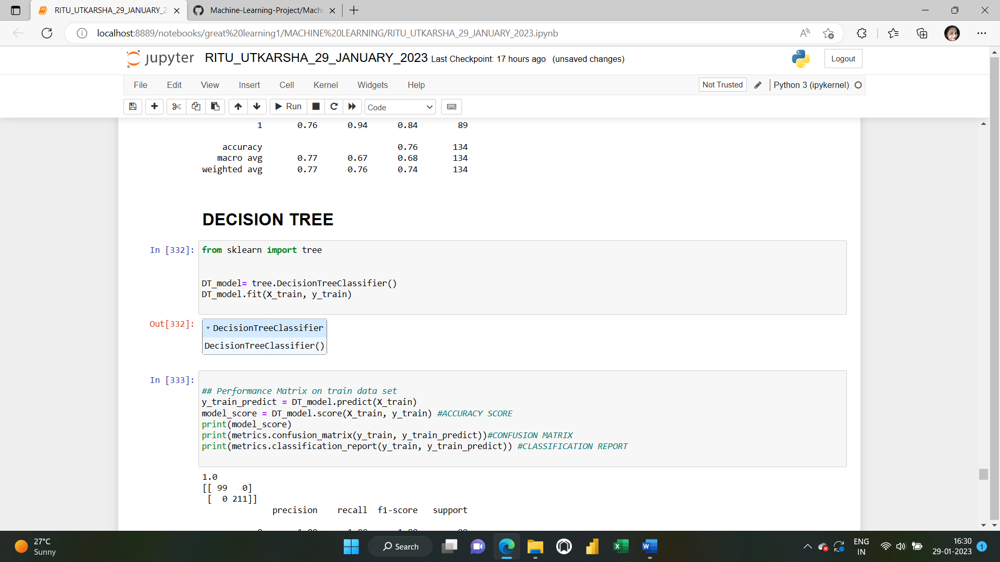 RITU_UTKARSHA_29_JANUARY_2
Machine-Learning-Project/Machi
localhost:8889/notebooks/great%20learning1/MACHINE%20LEARNING/RITU_UTKARSHA_29_JANUARY_2023.ipynb
jupyter RITU_UTKARSHA_29_JANUARY_2023 Last Checkpoint: 17 hours ago (unsaved changes)
Logout
File Edit View Insert Cell Kernel Widgets Help
Not Trusted
Python 3 (ipykernel)
Run
Code
1 0.76 0.94 0.84 89
accuracy 0.76 134
macro avg 0.77 0.67 0.68 134
weighted avg 0.77 0.76 0.74 134
DECISION TREE
In [332]: from sklearn import tree
DT_model= tree.DecisionTreeClassifier()
DT_model.fit(X_train, y_train)
Out[332]: DecisionTreeClassifier
DecisionTreeClassifier()
In [333]:
## Performance Matrix on train data set
y_train_predict = DT_model.predict(X_train)
model_score = DT_model.score(X_train, y_train) #ACCURACY SCORE
print(model_score)
print(metrics.confusion_matrix(y_train, y_train_predict))#CONFUSION MATRIX
print(metrics.classification_report(y_train, y_train_predict)) #CLASSIFICATION REPORT
1.0
[[ 99   0]
 [  0 211]]
precision recall f1-score support
27°C
Sunny
Search
ENG
IN
16:30
29-01-2023
1